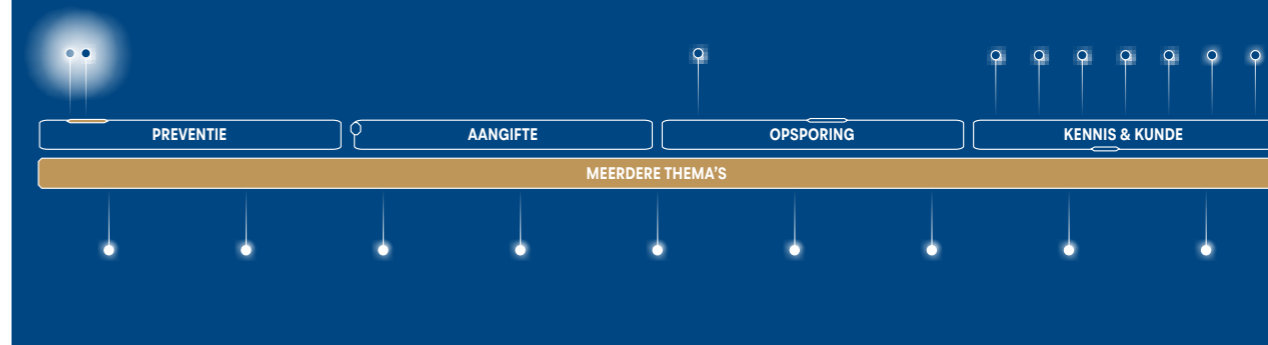 PREVENTIE
AANGIFTE
OPSPORING
KENNIS & KUNDE
MEERDERE THEMA'S